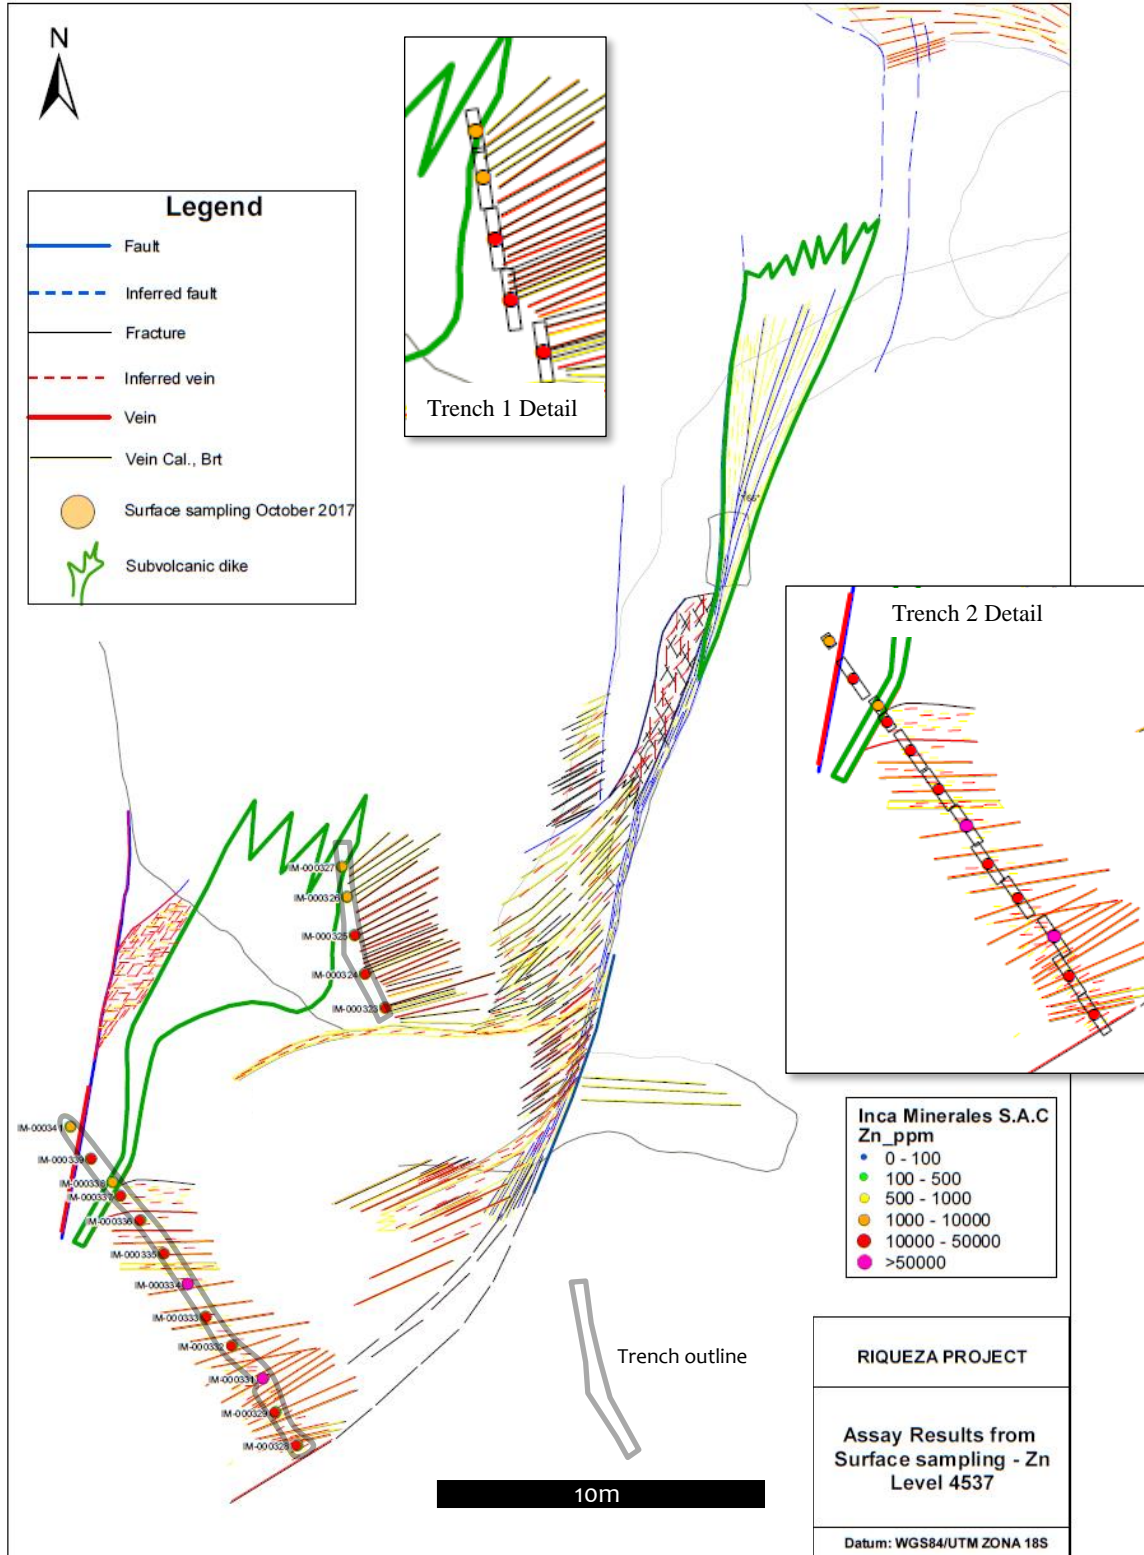 N
Legend
Fault
Inferred fault
Fracture
Inferred vein
Vein
Vein Cal., Brt
Surface sampling October 2017
Subvolcanic dike
Trench 1 Detail
Trench 2 Detail
IM-000327
IM-000326
IM-000325
IM-000324
IM-000323
IM-000341
IM-000339
IM-000338
IM-000337
IM-000336
IM-000335
IM-000334
IM-000333
IM-000332
IM-000331
IM-000329
IM-000328
Inca Minerales S.A.C
Zn_ppm
0 - 100
100 - 500
500 - 1000
1000 - 10000
10000 - 50000
>50000
Trench outline
10m
RIQUEZA PROJECT
Assay Results from
Surface sampling - Zn
Level 4537
Datum: WGS84/UTM ZONA 18S